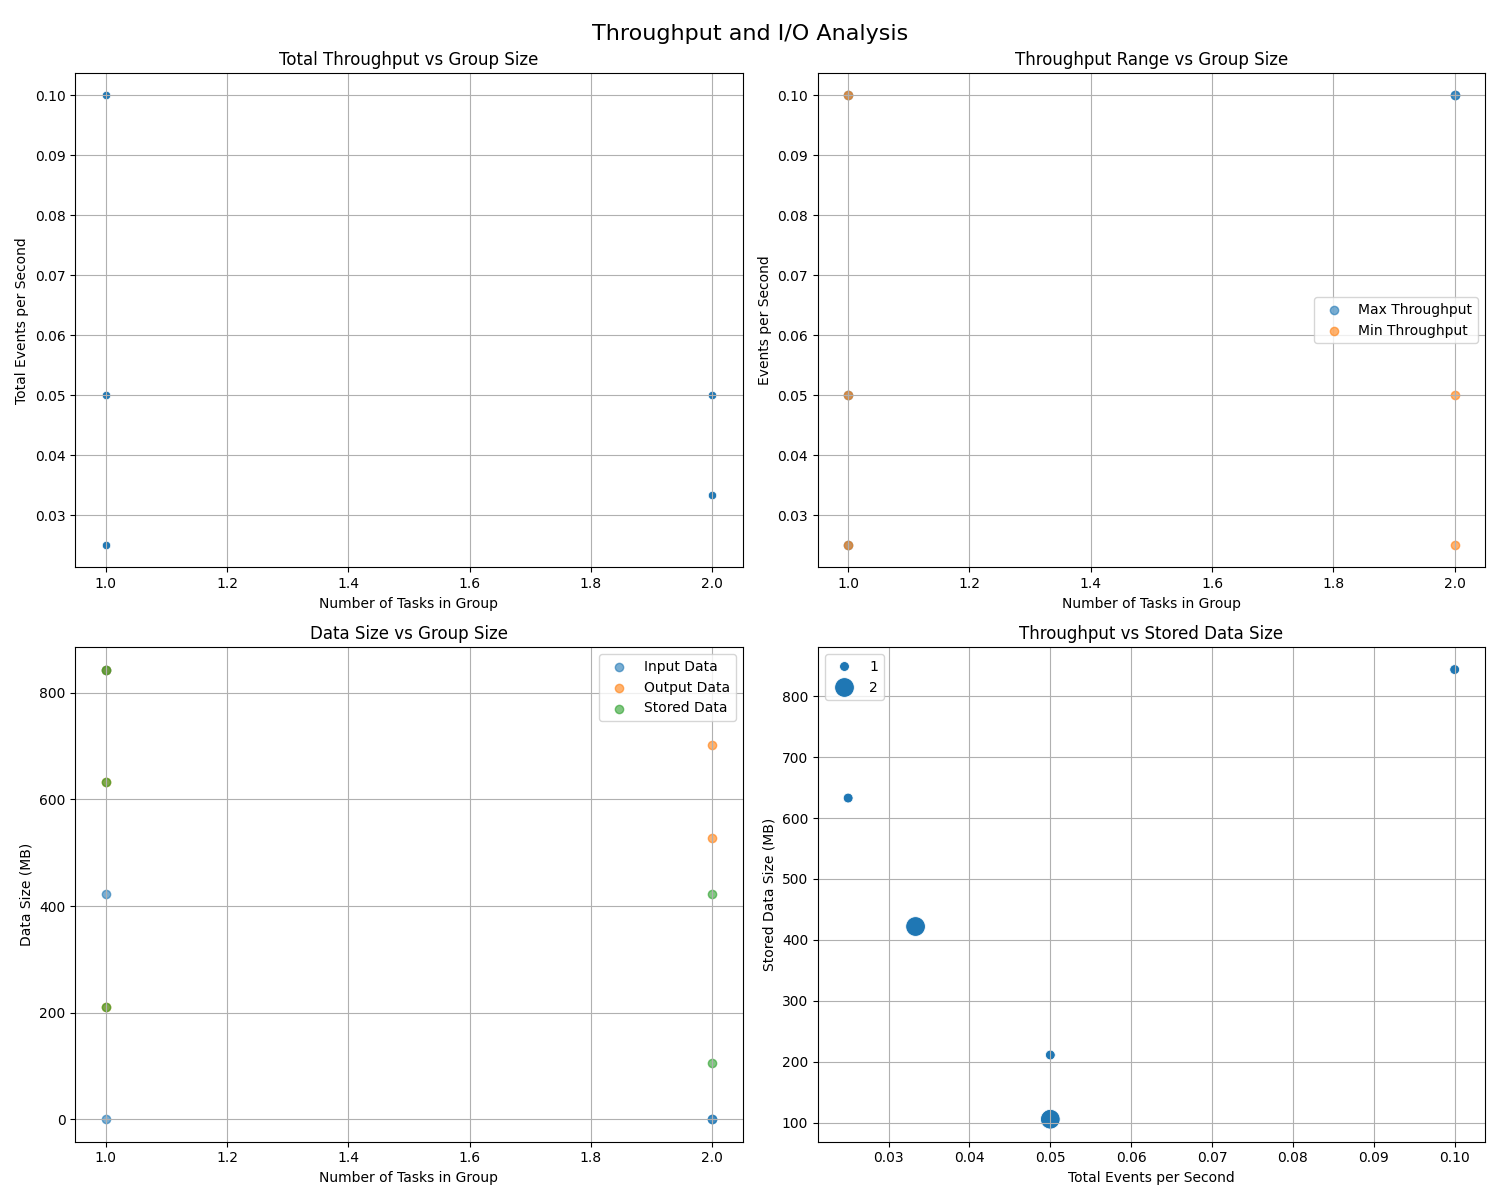 Throughput and I/O Analysis
Total Throughput vs Group Size
Total Events per Second
0.10
0.09
0.08
0.07
0.06
0.05
0.04
0.03
1.0 1.2 1.4 1.6 1.8 2.0
Number of Tasks in Group
Throughput Range vs Group Size
Events per Second
0.10
0.09
0.08
0.07
0.06
0.05
0.04
0.03
Max Throughput
Min Throughput
1.0 1.2 1.4 1.6 1.8 2.0
Number of Tasks in Group
Data Size vs Group Size
Data Size (MB)
800
600
400
200
0
Input Data
Output Data
Stored Data
1.0 1.2 1.4 1.6 1.8 2.0
Number of Tasks in Group
Throughput vs Stored Data Size
Stored Data Size (MB)
1
2
800
700
600
500
400
300
200
100
0.03 0.04 0.05 0.06 0.07 0.08 0.09 0.10
Total Events per Second